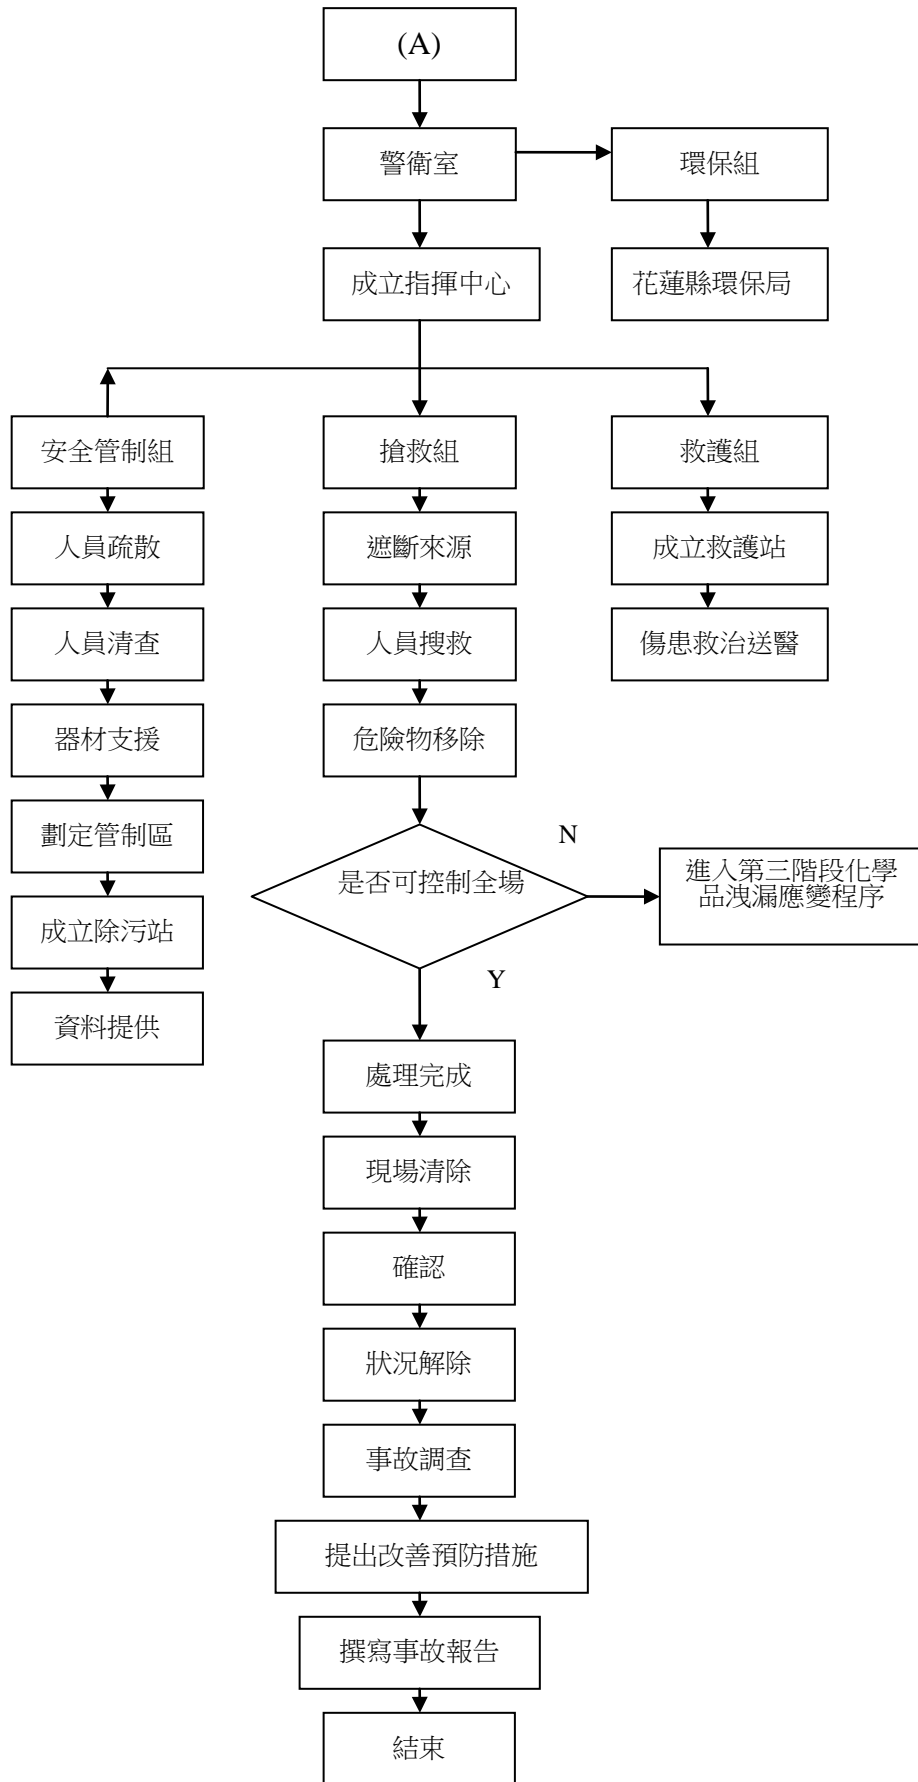 (A)
警衛室
環保組
成立指揮中心
花蓮縣環保局
安全管制組
搶救組
救護組
人員疏散
遮斷來源
成立救護站
人員清查
人員搜救
傷患救治送醫
器材支援
危險物移除
劃定管制區
是否可控制全場
N
進入第三階段化學
品洩漏應變程序
成立除污站
Y
資料提供
處理完成
現場清除
確認
狀況解除
事故調查
提出改善預防措施
撰寫事故報告
結束